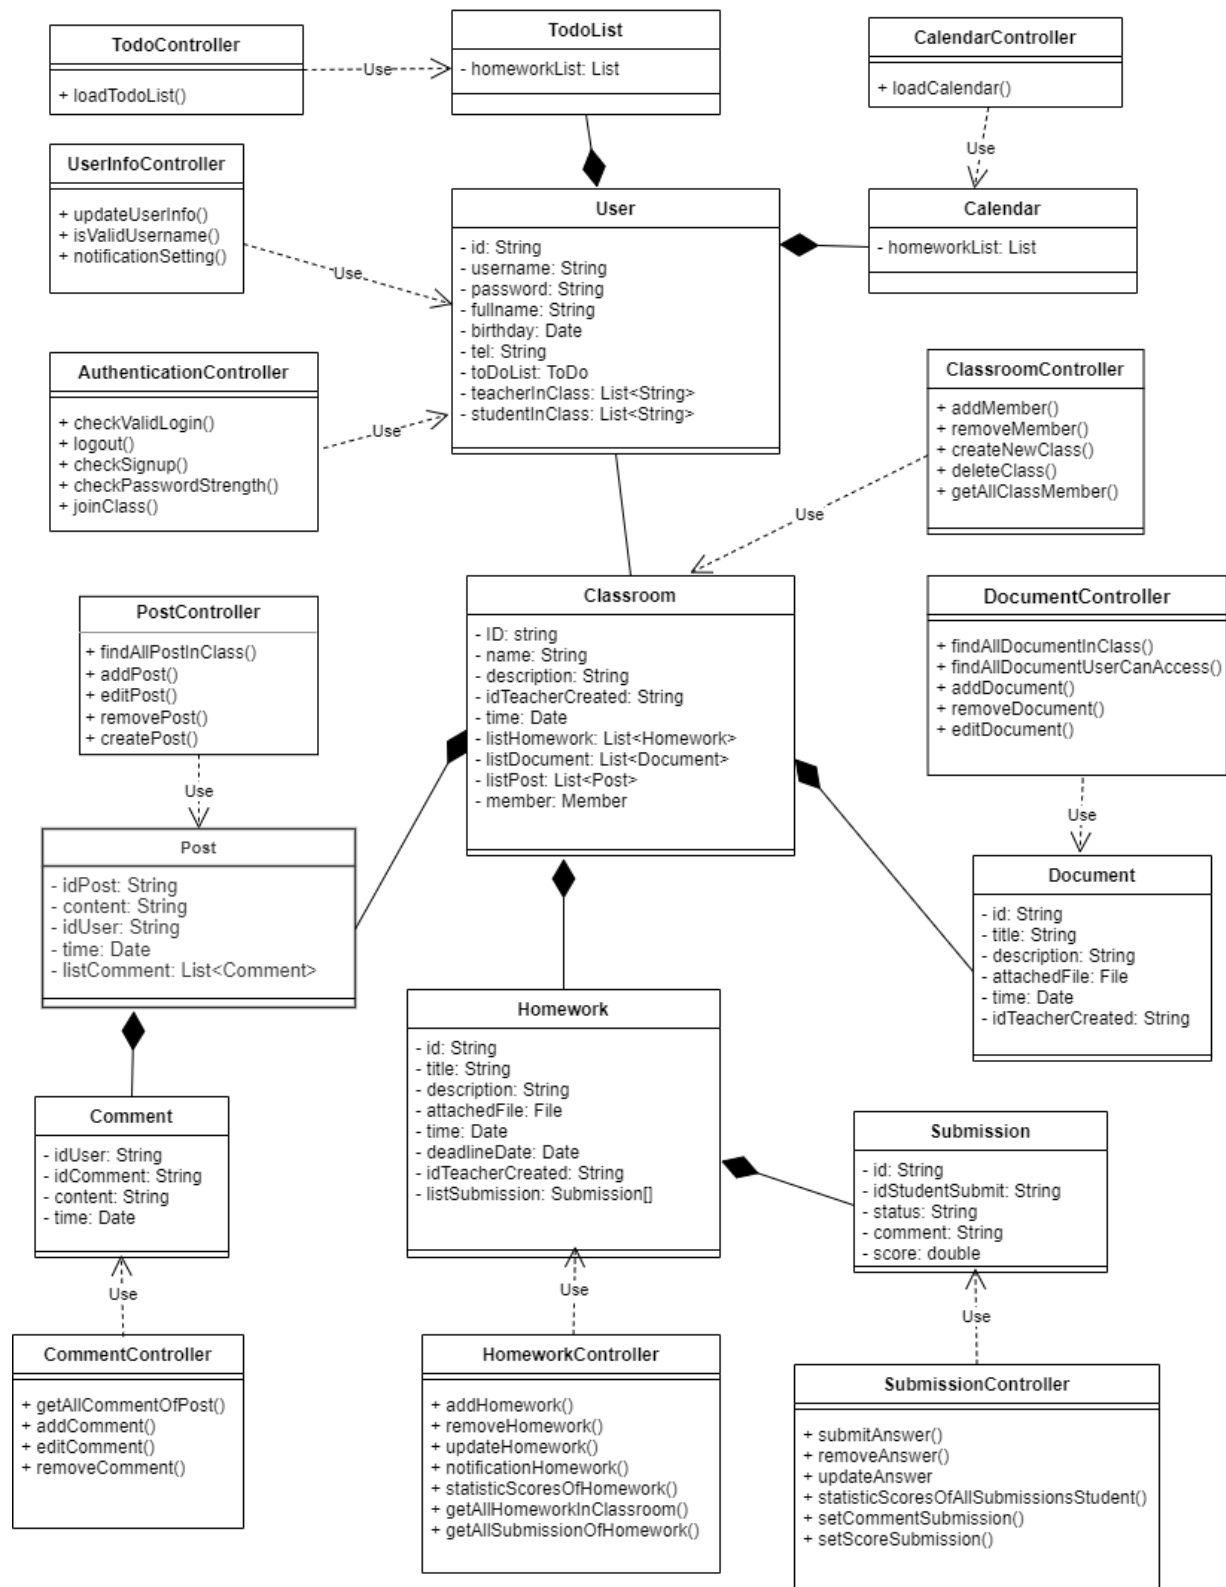 TodoController
+ loadTodoList()
Use
TodoList
- homeworkList: List
CalendarController
+ loadCalendar()
Use
UserInfoController
+ updateUserInfo()
+ isValidUsername()
+ notificationSetting()
Use
User
- id: String
- username: String
- password: String
- fullname: String
- birthday: Date
- tel: String
- toDoList: ToDo
- teacherInClass: List<String>
- studentInClass: List<String>
Calendar
- homeworkList: List
AuthenticationController
+ checkValidLogin()
+ logout()
+ checkSignup()
+ checkPasswordStrength()
+ joinClass()
Use
ClassroomController
+ addMember()
+ removeMember()
+ createNewClass()
+ deleteClass()
+ getAllClassMember()
Use
PostController
+ findAllPostInClass()
+ addPost()
+ editPost()
+ removePost()
+ createPost()
Use
Classroom
- ID: string
- name: String
- description: String
- idTeacherCreated: String
- time: Date
- listHomework: List<Homework>
- listDocument: List<Document>
- listPost: List<Post>
- member: Member
DocumentController
+ findAllDocumentInClass()
+ findAllDocumentUserCanAccess()
+ addDocument()
+ removeDocument()
+ editDocument()
Use
Post
- idPost: String
- content: String
- idUser: String
- time: Date
- listComment: List<Comment>
Document
- id: String
- title: String
- description: String
- attachedFile: File
- time: Date
- idTeacherCreated: String
Homework
- id: String
- title: String
- description: String
- attachedFile: File
- time: Date
- deadlineDate: Date
- idTeacherCreated: String
- listSubmission: Submission[]
Comment
- idUser: String
- idComment: String
- content: String
- time: Date
Submission
- id: String
- idStudentSubmit: String
- status: String
- comment: String
- score: double
Use
Use
Use
CommentController
+ getAllCommentOfPost()
+ addComment()
+ editComment()
+ removeComment()
HomeworkController
+ addHomework()
+ removeHomework()
+ updateHomework()
+ notificationHomework()
+ statisticScoresOfHomework()
+ getAllHomeworkInClassroom()
+ getAllSubmissionOfHomework()
SubmissionController
+ submitAnswer()
+ removeAnswer()
+ updateAnswer
+ statisticScoresOfAllSubmissionsStudent()
+ setCommentSubmission()
+ setScoreSubmission()